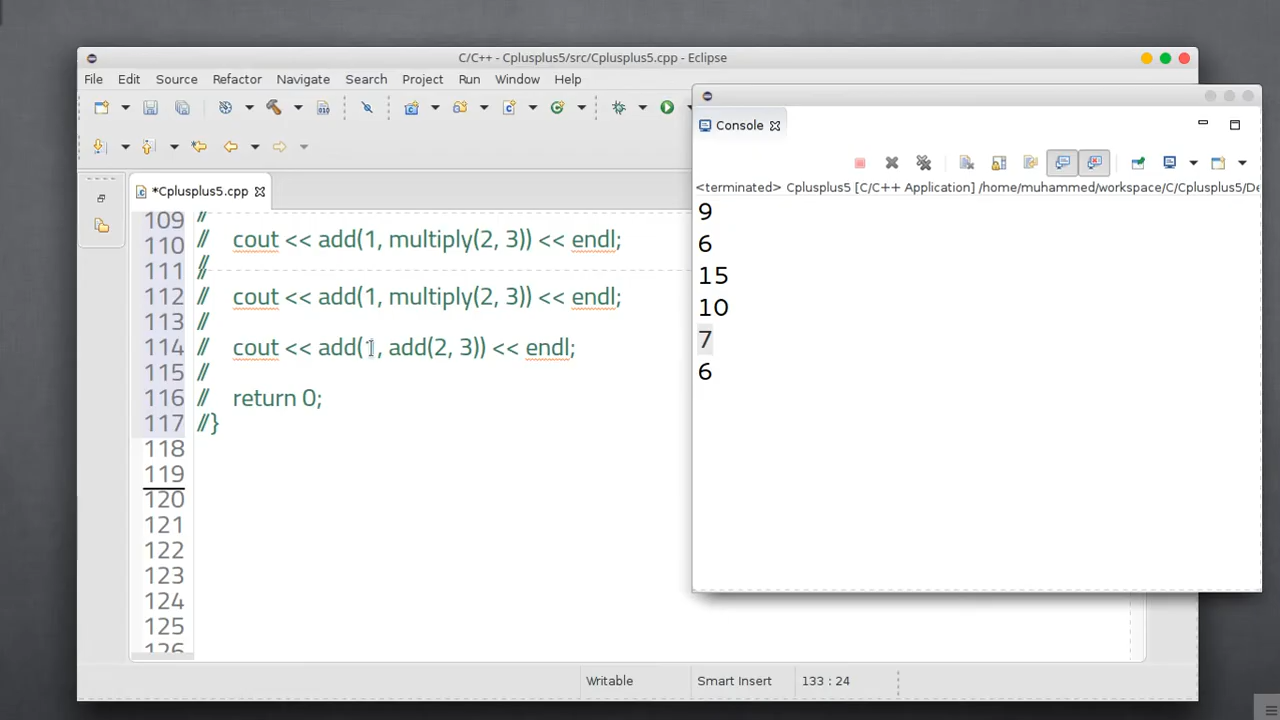 C/C++ - Cplusplus5/src/Cplusplus5.cpp - Eclipse
File Edit Source Refactor Navigate Search Project Run Window Help
*Cplusplus5.cpp
109 //
110 // cout << add(1, multiply(2, 3)) << endl;
111 //
112 // cout << add(1, multiply(2, 3)) << endl;
113 //
114 // cout << add(1, add(2, 3)) << endl;
115 //
116 // return 0;
117 //}
118
119
120
121
122
123
124
125
126
Writable Smart Insert 133 : 24
Console
<terminated> Cplusplus5 [C/C++ Application] /home/muhammed/workspace/C/Cplusplus5/De
9
6
15
10
7
6